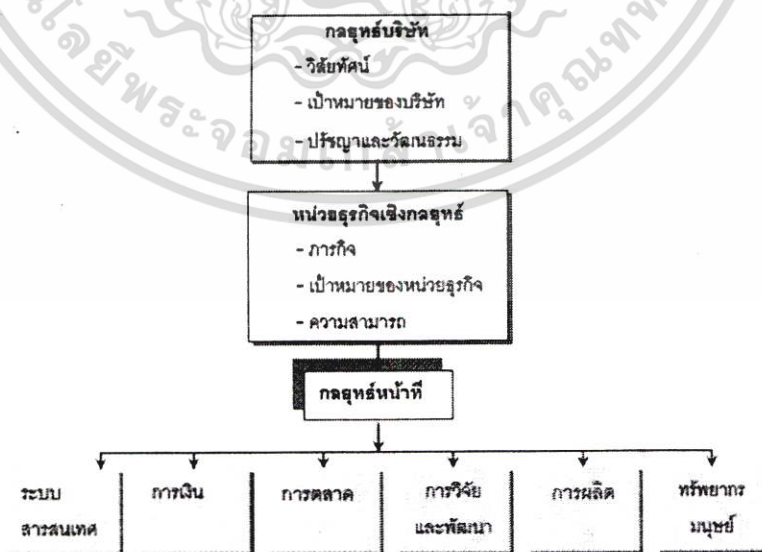 กลยุทธ์บริษัท
- วิสัยทัศน์
- เป้าหมายของบริษัท
- ปรัชญาและวัฒนธรรม
หน่วยธุรกิจเชิงกลยุทธ์
- ภารกิจ
- เป้าหมายของหน่วยธุรกิจ
- ความสามารถ
กลยุทธ์หน้าที่
ระบบ
สารสนเทศ
การเงิน
การตลาด
การวิจัย
และพัฒนา
การผลิต
ทรัพยากร
มนุษย์